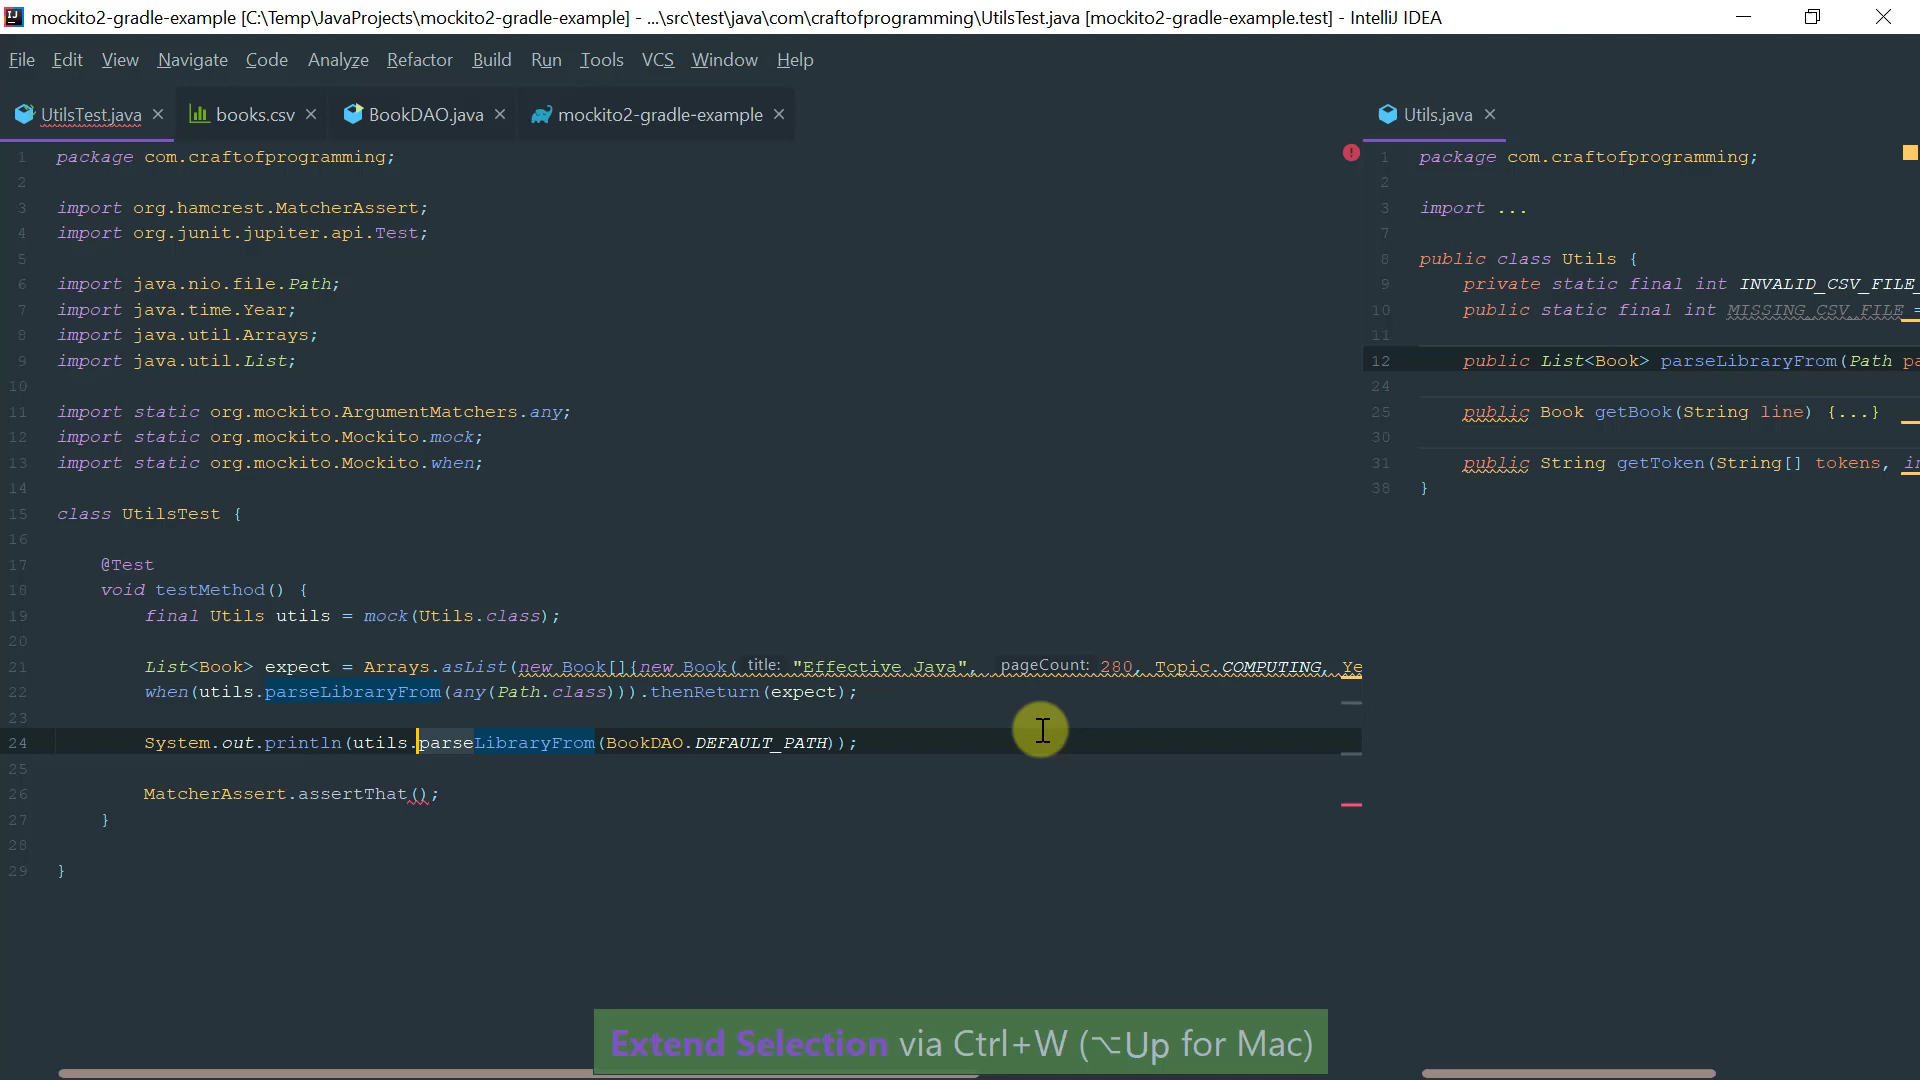 mockito2-gradle-example [C:\Temp\JavaProjects\mockito2-gradle-example] - ...\src\test\java\com\craftofprogramming\UtilsTest.java [mockito2-gradle-example.test] - IntelliJ IDEA
File Edit View Navigate Code Analyze Refactor Build Run Tools VCS Window Help
UtilsTest.java books.csv BookDAO.java mockito2-gradle-example
1 package com.craftofprogramming;
2
3 import org.hamcrest.MatcherAssert;
4 import org.junit.jupiter.api.Test;
5
6 import java.nio.file.Path;
7 import java.time.Year;
8 import java.util.Arrays;
9 import java.util.List;
10
11 import static org.mockito.ArgumentMatchers.any;
12 import static org.mockito.Mockito.mock;
13 import static org.mockito.Mockito.when;
14
15 class UtilsTest {
16
17 @Test
18 void testMethod() {
19 final Utils utils = mock(Utils.class);
20
21 List<Book> expect = Arrays.asList(new Book[]{new Book( title: "Effective Java", pageCount: 280, Topic.COMPUTING, Ye
22 when(utils.parseLibraryFrom(any(Path.class))).thenReturn(expect);
23
24 System.out.println(utils.parseLibraryFrom(BookDAO.DEFAULT_PATH));
25
26 MatcherAssert.assertThat();
27 }
28
29 }
Utils.java
1 package com.craftofprogramming;
2
3 import ...
7
8 public class Utils {
9 private static final int INVALID_CSV_FILE_
10 public static final int MISSING_CSV_FILE =
11
12 public List<Book> parseLibraryFrom(Path pa
24
25 public Book getBook(String line) {...}
30
31 public String getToken(String[] tokens, in
38 }
Extend Selection via Ctrl+W (⌥Up for Mac)